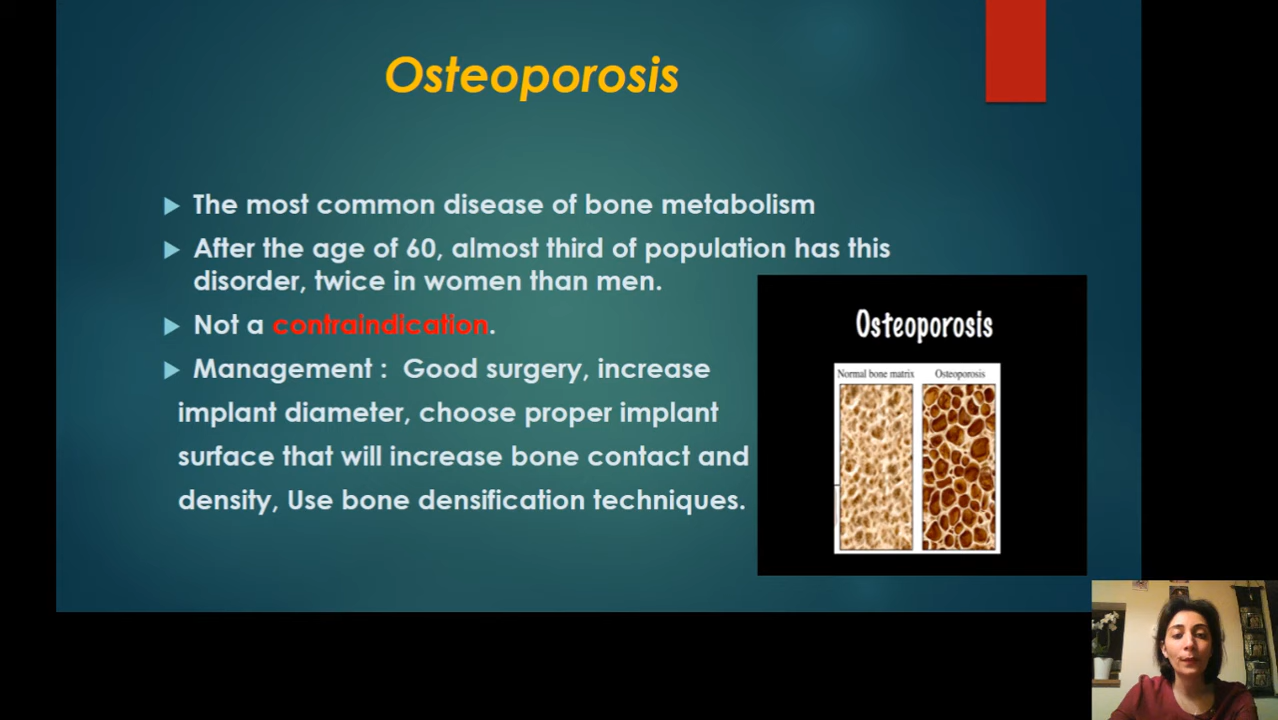 Osteoporosis
The most common disease of bone metabolism
After the age of 60, almost third of population has this
disorder, twice in women than men.
Not a contraindication.
Management :  Good surgery, increase
implant diameter, choose proper implant
surface that will increase bone contact and
density, Use bone densification techniques.
Osteoporosis
Normal bone matrix Osteoporosis